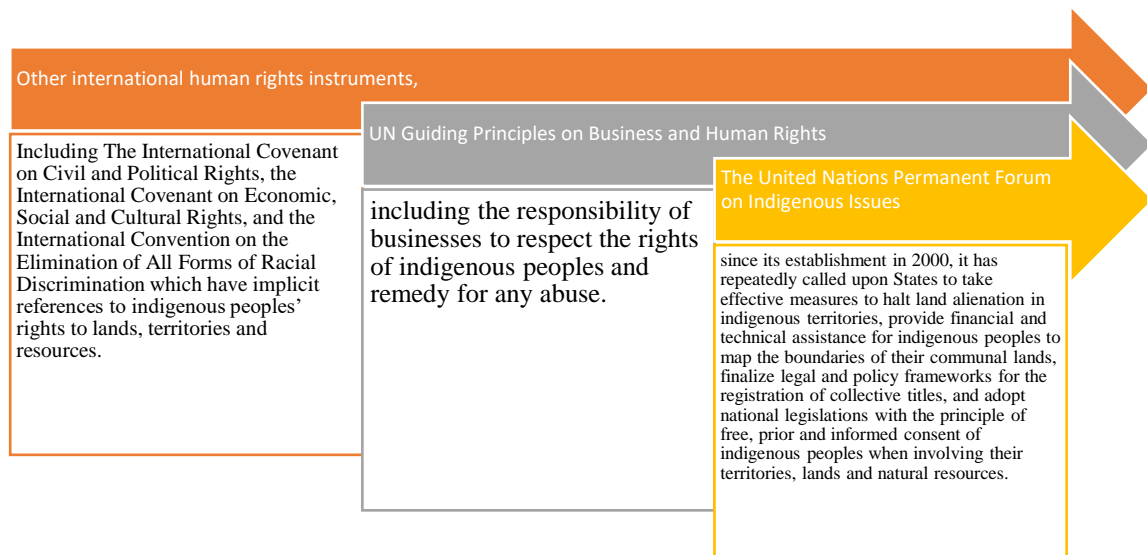 Other international human rights instruments,
Including The International Covenant
on Civil and Political Rights, the
International Covenant on Economic,
Social and Cultural Rights, and the
International Convention on the
Elimination of All Forms of Racial
Discrimination which have implicit
references to indigenous peoples’
rights to lands, territories and
resources.
UN Guiding Principles on Business and Human Rights
including the responsibility of
businesses to respect the rights
of indigenous peoples and
remedy for any abuse.
The United Nations Permanent Forum
on Indigenous Issues
since its establishment in 2000, it has
repeatedly called upon States to take
effective measures to halt land alienation in
indigenous territories, provide financial and
technical assistance for indigenous peoples to
map the boundaries of their communal lands,
finalize legal and policy frameworks for the
registration of collective titles, and adopt
national legislations with the principle of
free, prior and informed consent of
indigenous peoples when involving their
territories, lands and natural resources.